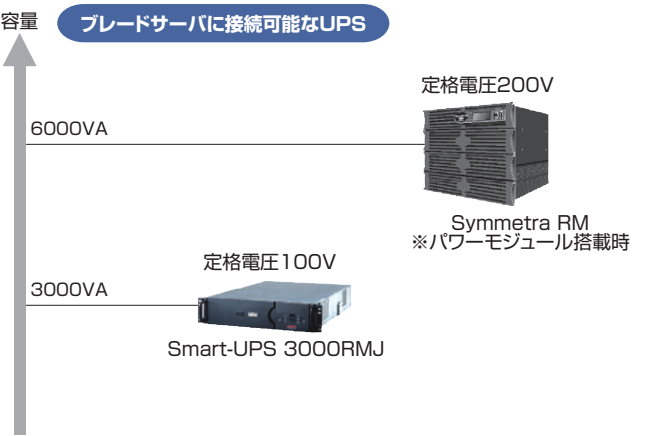 容量
ブレードサーバに接続可能なUPS
定格電圧200V
6000VA
Symmetra RM
※パワーモジュール搭載時
定格電圧100V
3000VA
Smart-UPS 3000RMJ